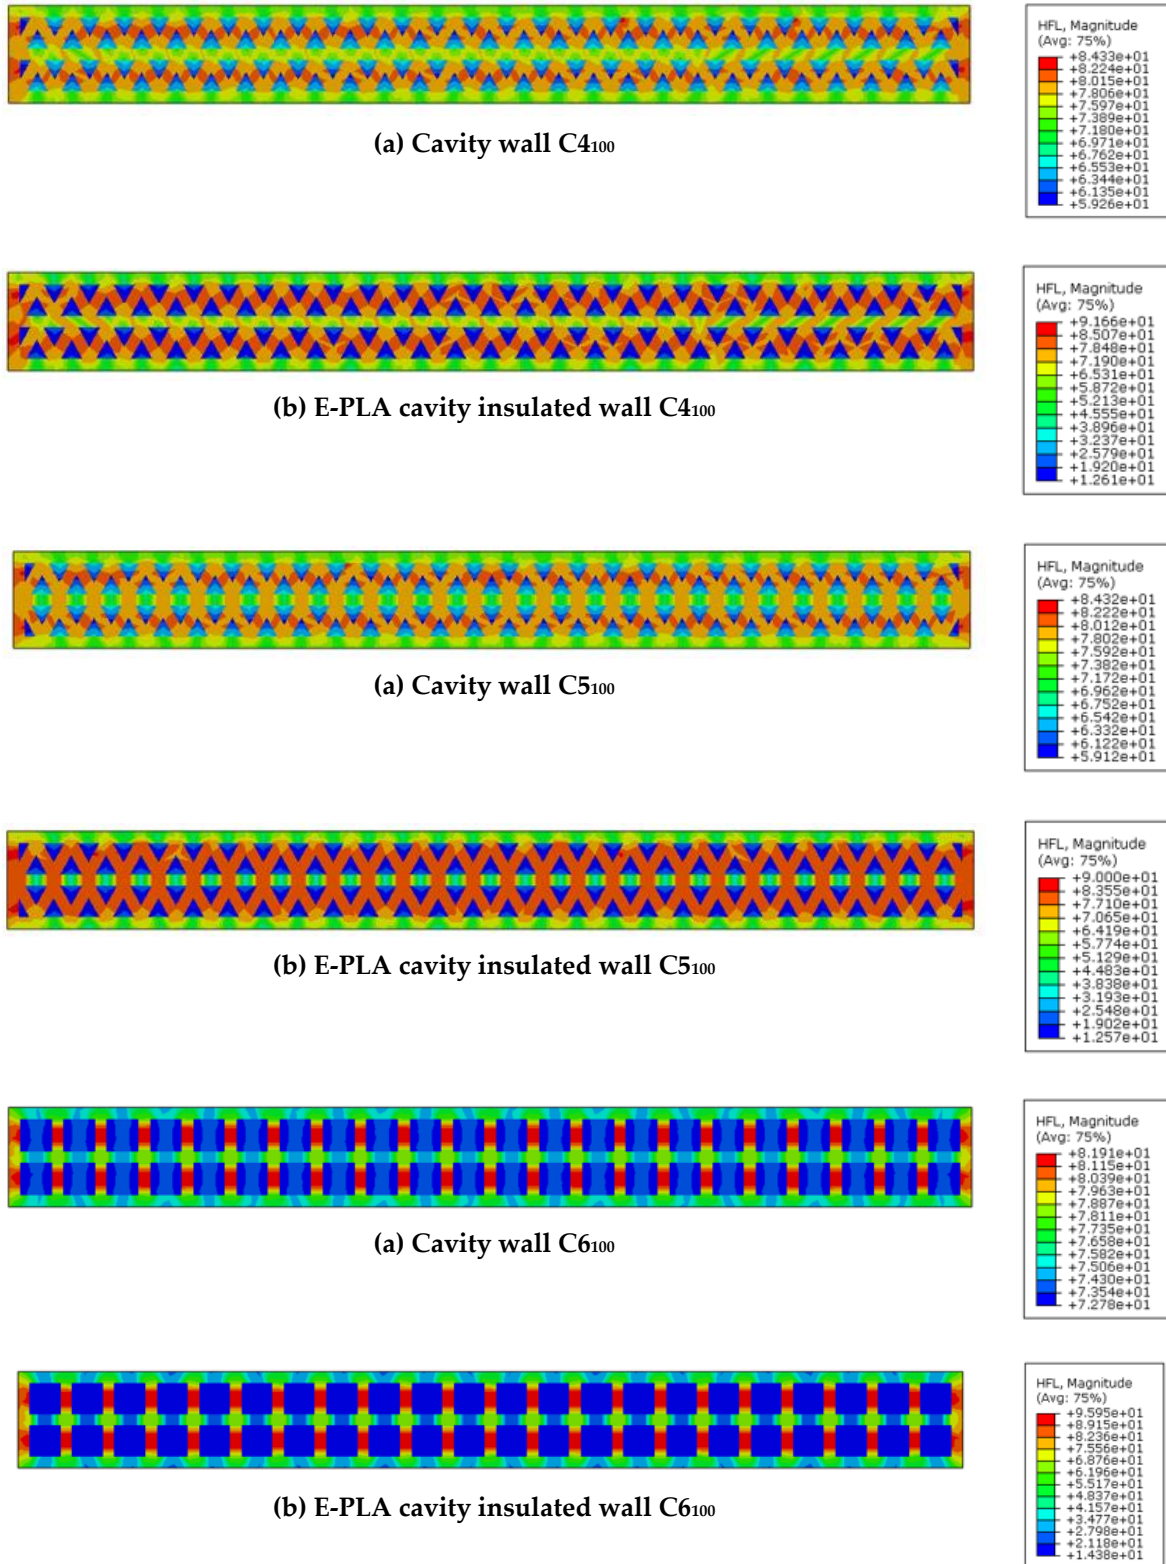 HFL, Magnitude
(Avg: 75%)
+8.433e+01
+8.224e+01
+8.015e+01
+7.806e+01
+7.597e+01
+7.389e+01
+7.180e+01
+6.971e+01
+6.762e+01
+6.553e+01
+6.344e+01
+6.135e+01
+5.926e+01
(a) Cavity wall C4100
HFL, Magnitude
(Avg: 75%)
+9.166e+01
+8.507e+01
+7.848e+01
+7.190e+01
+6.531e+01
+5.872e+01
+5.213e+01
+4.555e+01
+3.896e+01
+3.237e+01
+2.579e+01
+1.920e+01
+1.261e+01
(b) E-PLA cavity insulated wall C4100
HFL, Magnitude
(Avg: 75%)
+8.432e+01
+8.222e+01
+8.012e+01
+7.802e+01
+7.592e+01
+7.382e+01
+7.172e+01
+6.962e+01
+6.752e+01
+6.542e+01
+6.332e+01
+6.122e+01
+5.912e+01
(a) Cavity wall C5100
HFL, Magnitude
(Avg: 75%)
+9.000e+01
+8.355e+01
+7.710e+01
+7.065e+01
+6.419e+01
+5.774e+01
+5.129e+01
+4.483e+01
+3.838e+01
+3.193e+01
+2.548e+01
+1.902e+01
+1.257e+01
(b) E-PLA cavity insulated wall C5100
HFL, Magnitude
(Avg: 75%)
+8.191e+01
+8.115e+01
+8.039e+01
+7.963e+01
+7.887e+01
+7.811e+01
+7.735e+01
+7.658e+01
+7.582e+01
+7.506e+01
+7.430e+01
+7.354e+01
+7.278e+01
(a) Cavity wall C6100
HFL, Magnitude
(Avg: 75%)
+9.595e+01
+8.915e+01
+8.236e+01
+7.556e+01
+6.876e+01
+6.196e+01
+5.517e+01
+4.837e+01
+4.157e+01
+3.477e+01
+2.798e+01
+2.118e+01
+1.438e+01
(b) E-PLA cavity insulated wall C6100